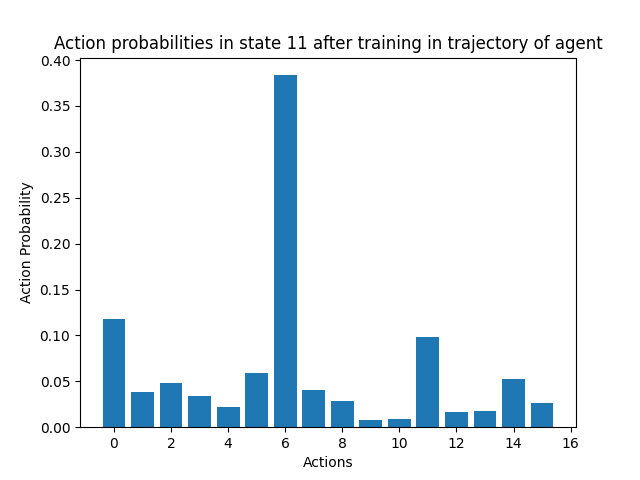 Action probabilities in state 11 after training in trajectory of agent
0.40
0.35
0.30
0.25
0.20
0.15
0.10
0.05
0.00
Action Probability
0 2 4 6 8 10 12 14 16
Actions